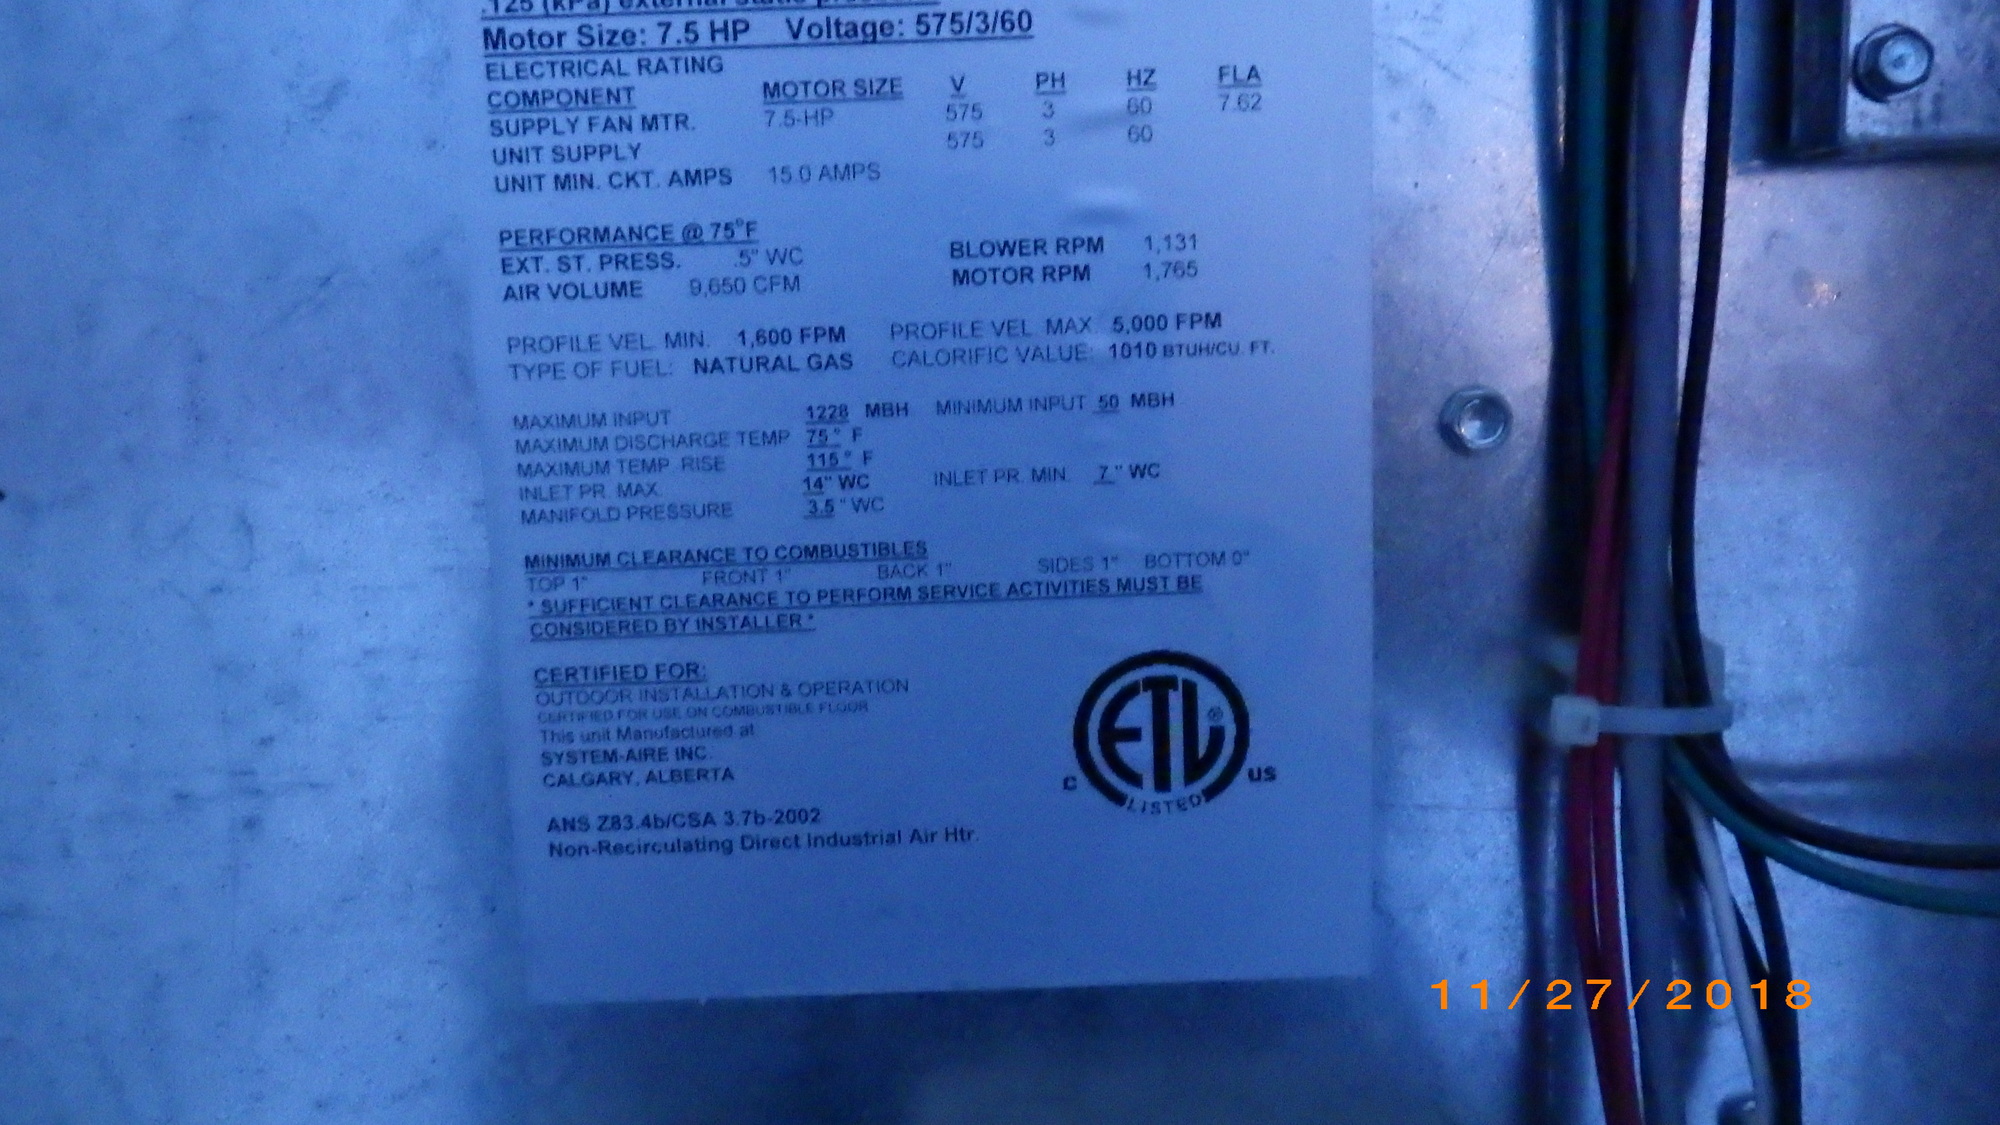 .125 (kPa) external static pressure
Motor Size: 7.5 HP Voltage: 575/3/60
ELECTRICAL RATING
COMPONENT MOTOR SIZE V PH HZ FLA
SUPPLY FAN MTR. 7.5-HP 575 3 60 7.62
UNIT SUPPLY 575 3 60
UNIT MIN. CKT. AMPS 15.0 AMPS
PERFORMANCE @ 75°F
EXT. ST. PRESS. .5" WC BLOWER RPM 1,131
AIR VOLUME 9,650 CFM MOTOR RPM 1,765
PROFILE VEL. MIN. 1,600 FPM PROFILE VEL. MAX. 5,000 FPM
TYPE OF FUEL: NATURAL GAS CALORIFIC VALUE: 1010 BTUH/CU. FT.
MAXIMUM INPUT 1228 MBH MINIMUM INPUT 50 MBH
MAXIMUM DISCHARGE TEMP 75° F
MAXIMUM TEMP. RISE 115° F
INLET PR. MAX. 14" WC INLET PR. MIN. 7" WC
MANIFOLD PRESSURE 3.5" WC
MINIMUM CLEARANCE TO COMBUSTIBLES
TOP 1" FRONT 1" BACK 1" SIDES 1" BOTTOM 0"
* SUFFICIENT CLEARANCE TO PERFORM SERVICE ACTIVITIES MUST BE
CONSIDERED BY INSTALLER *
CERTIFIED FOR:
OUTDOOR INSTALLATION & OPERATION
CERTIFIED FOR USE ON COMBUSTIBLE FLOOR
This unit Manufactured at
SYSTEM-AIRE INC.
CALGARY, ALBERTA
ETL ®
C US
LISTED
ANS Z83.4b/CSA 3.7b-2002
Non-Recirculating Direct Industrial Air Htr.
11/27/2018